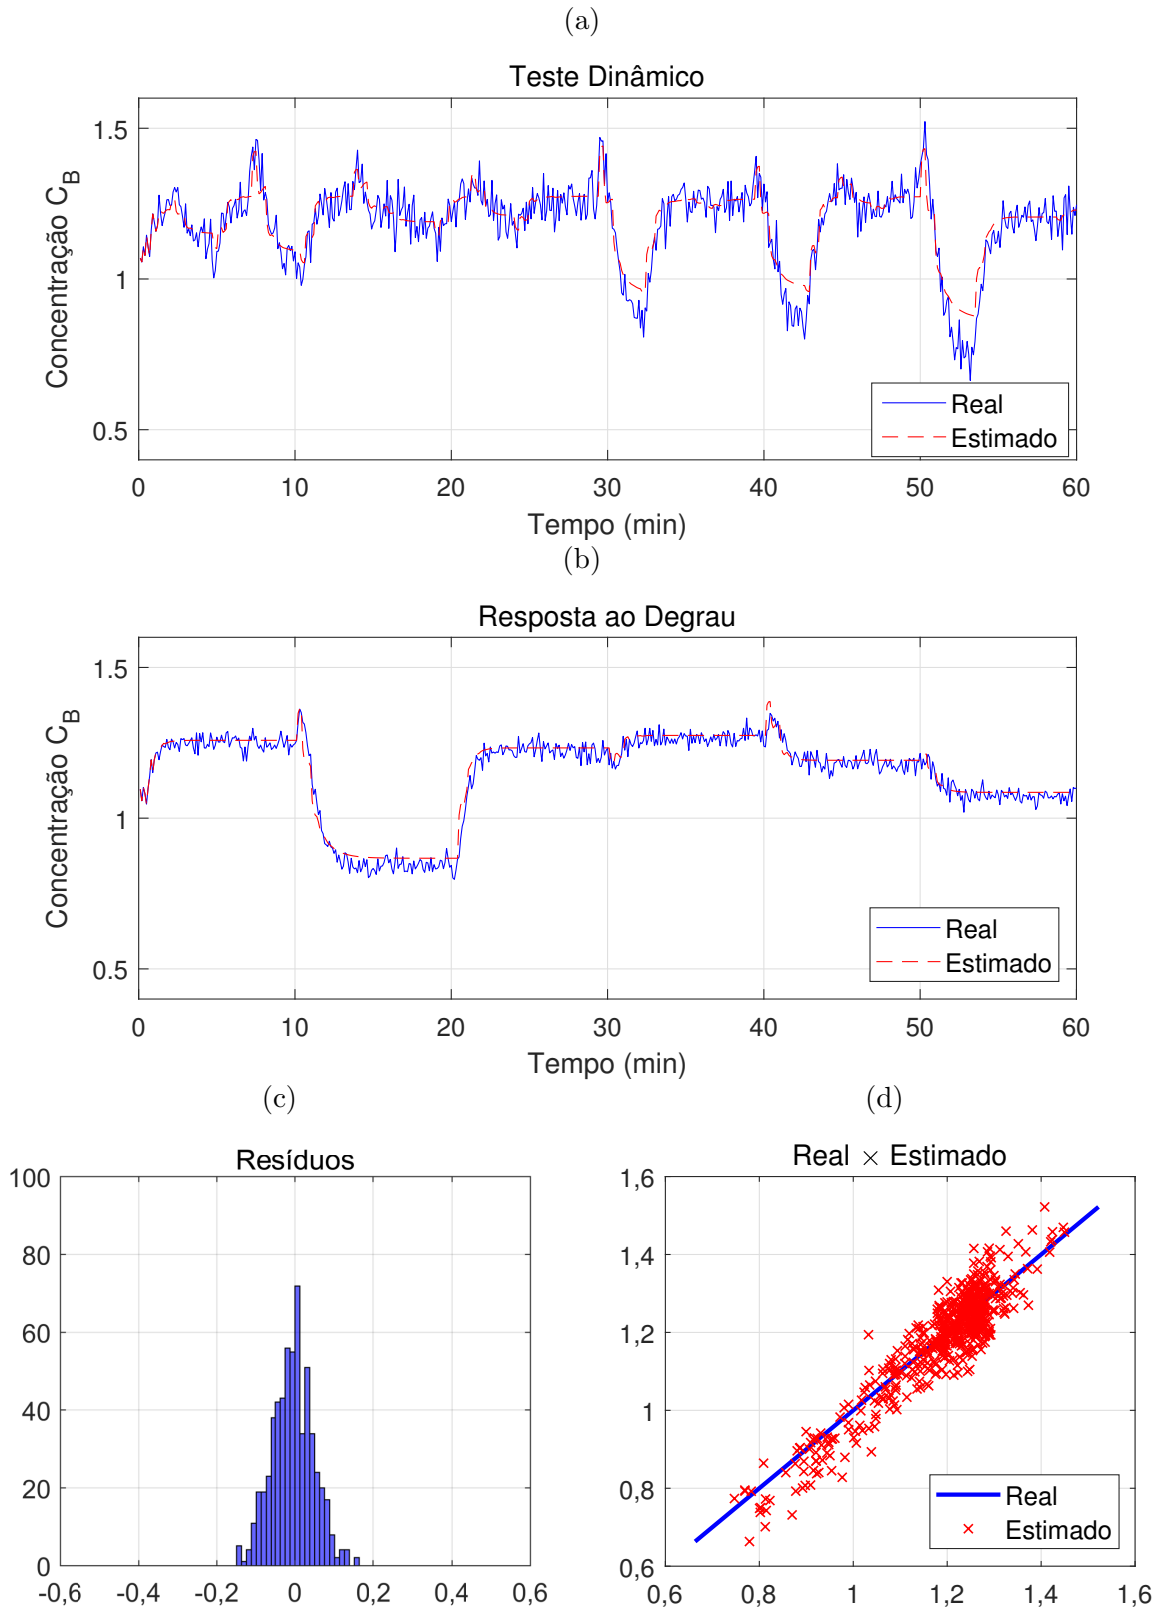 (a)
Teste Dinâmico
1.5
1
0.5
Concentração C_B
Real
Estimado
0 10 20 30 40 50 60
Tempo (min)
(b)
Resposta ao Degrau
1.5
1
0.5
Concentração C_B
Real
Estimado
0 10 20 30 40 50 60
Tempo (min)
(c)
Resíduos
100
80
60
40
20
0
-0,6 -0,4 -0,2 0 0,2 0,4 0,6
(d)
Real × Estimado
1,6
1,4
1,2
1
0,8
0,6
Real
Estimado
0,6 0,8 1 1,2 1,4 1,6